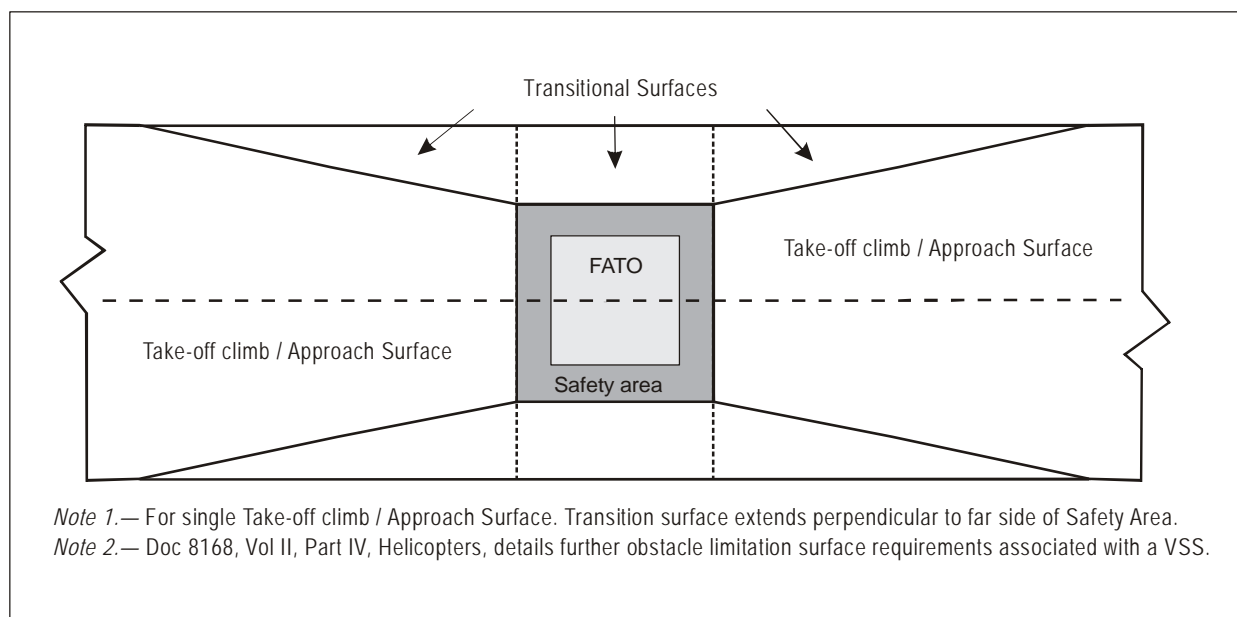 Transitional Surfaces
FATO
Take-off climb / Approach Surface
Take-off climb / Approach Surface
Safety area
Note 1.— For single Take-off climb / Approach Surface. Transition surface extends perpendicular to far side of Safety Area.
Note 2.— Doc 8168, Vol II, Part IV, Helicopters, details further obstacle limitation surface requirements associated with a VSS.